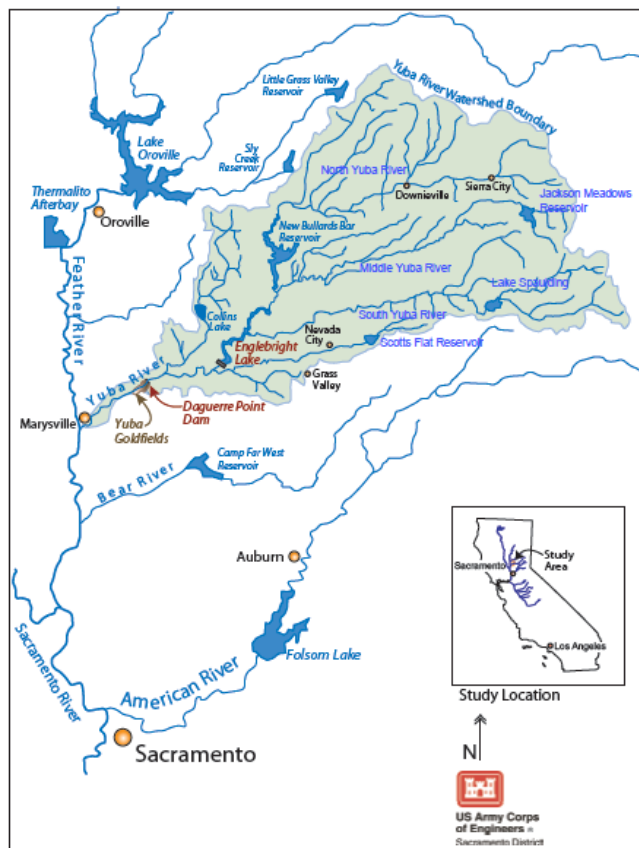 Little Grass Valley
Reservoir
Yuba River Watershed Boundary
Lake
Oroville
Sly
Creek
Reservoir
North Yuba River
Sierra City
Downieville
Thermalito
Afterbay
Oroville
Jackson Meadows
Reservoir
New Bullards Bar
Reservoir
Feather River
Middle Yuba River
Lake Spaulding
Collins
Lake
South Yuba River
Nevada
City
Scotts Flat Reservoir
Englebright
Lake
Grass
Valley
Yuba River
Marysville
Daguerre Point
Dam
Yuba
Goldfields
Camp Far West
Reservoir
Bear River
Auburn
Study
Area
Sacramento
Los Angeles
Folsom Lake
Sacramento River
American River
Study Location
Sacramento
N
US Army Corps
of Engineers ®
Sacramento District